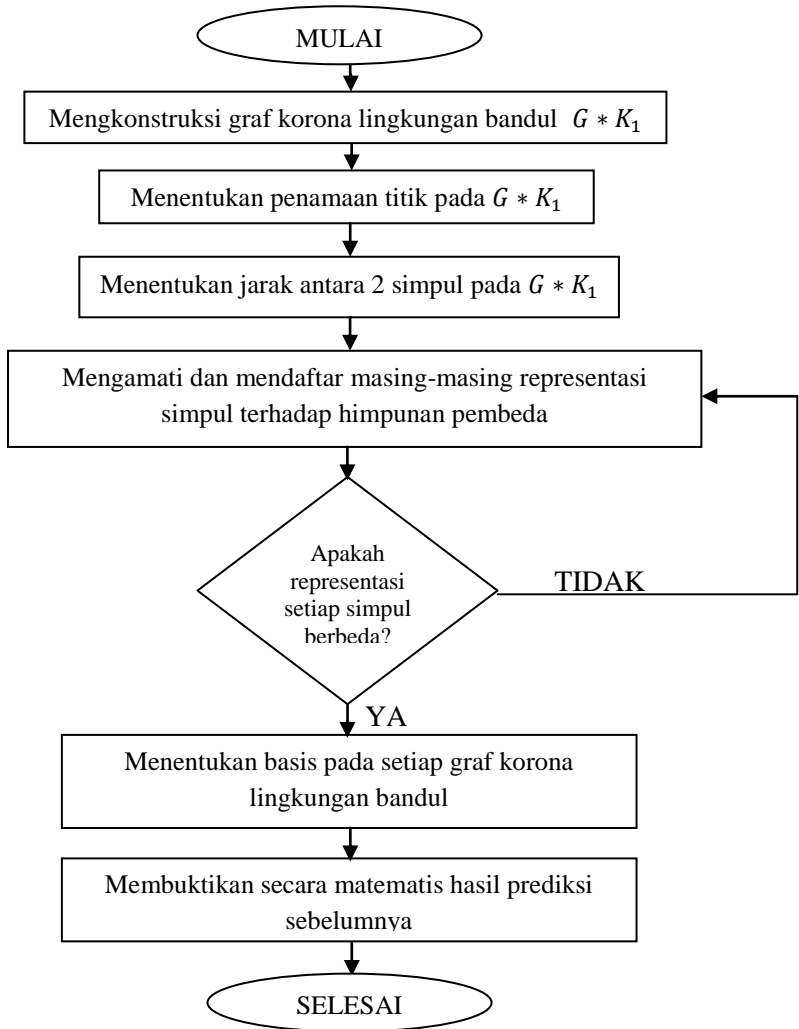 MULAI
Mengkonstruksi graf korona lingkungan bandul G ∗ K₁
Menentukan penamaan titik pada G ∗ K₁
Menentukan jarak antara 2 simpul pada G ∗ K₁
Mengamati dan mendaftar masing-masing representasi
simpul terhadap himpunan pembeda
Apakah
representasi
setiap simpul
berbeda?
TIDAK
YA
Menentukan basis pada setiap graf korona
lingkungan bandul
Membuktikan secara matematis hasil prediksi
sebelumnya
SELESAI